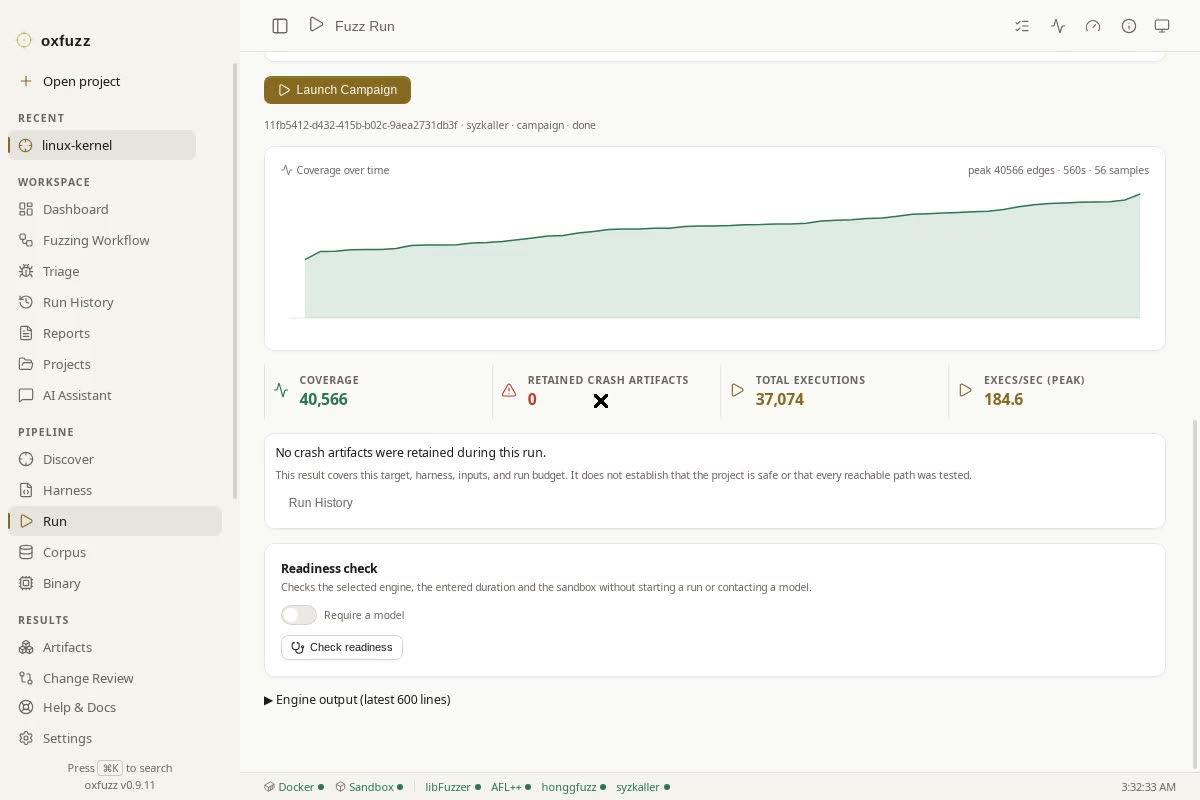 oxfuzz
Open project
RECENT
linux-kernel
WORKSPACE
Dashboard
Fuzzing Workflow
Triage
Run History
Reports
Projects
AI Assistant
PIPELINE
Discover
Harness
Run
Corpus
Binary
RESULTS
Artifacts
Change Review
Help & Docs
Settings
Press ⌘K to search
oxfuzz v0.9.11
Fuzz Run
Launch Campaign
11fb5412-d432-415b-b02c-9aea2731db3f · syzkaller · campaign · done
Coverage over time
peak 40566 edges · 560s · 56 samples
COVERAGE
40,566
RETAINED CRASH ARTIFACTS
0
TOTAL EXECUTIONS
37,074
EXECS/SEC (PEAK)
184.6
No crash artifacts were retained during this run.
This result covers this target, harness, inputs, and run budget. It does not establish that the project is safe or that every reachable path was tested.
Run History
Readiness check
Checks the selected engine, the entered duration and the sandbox without starting a run or contacting a model.
Require a model
Check readiness
▶ Engine output (latest 600 lines)
Docker
Sandbox
libFuzzer
AFL++
honggfuzz
syzkaller
3:32:33 AM